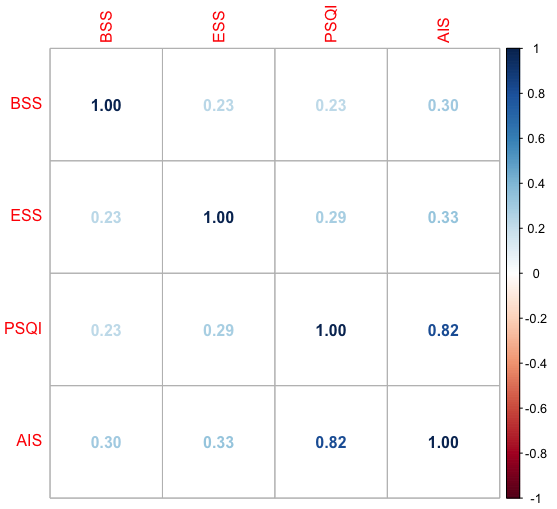 BSS ESS PSQI AIS
BSS 1.00 0.23 0.23 0.30
ESS 0.23 1.00 0.29 0.33
PSQI 0.23 0.29 1.00 0.82
AIS 0.30 0.33 0.82 1.00
1
0.8
0.6
0.4
0.2
0
-0.2
-0.4
-0.6
-0.8
-1